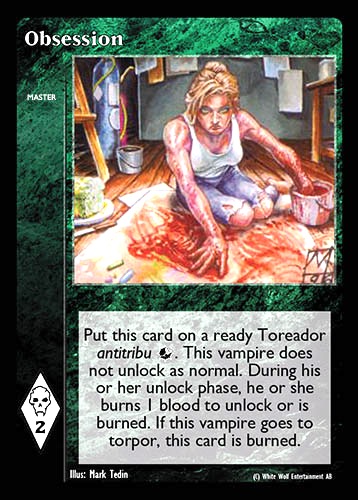 Obsession
MASTER
Put this card on a ready Toreador
antitribu . This vampire does
not unlock as normal. During his
or her unlock phase, he or she
burns 1 blood to unlock or is
burned. If this vampire goes to
torpor, this card is burned.
2
Illus: Mark Tedin
(C) White Wolf Entertainment AB